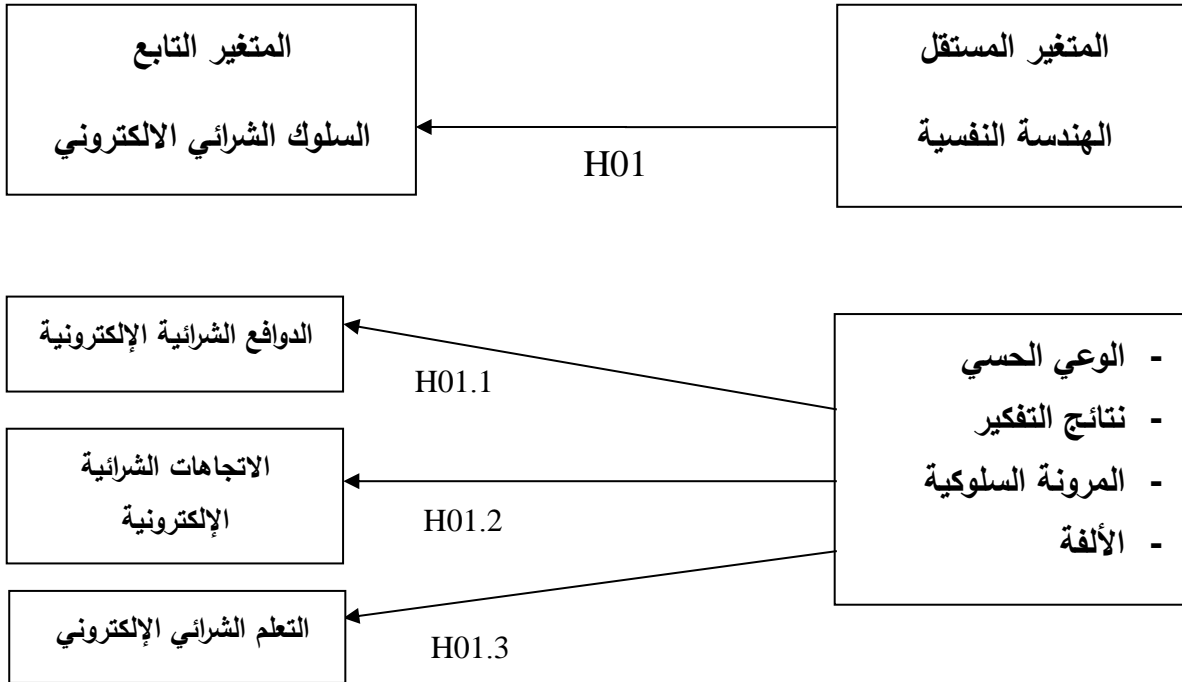 المتغير المستقل
الهندسة النفسية
المتغير التابع
السلوك الشرائي الالكتروني
H01
- الوعي الحسي
- نتائج التفكير
- المرونة السلوكية
- الألفة
الدوافع الشرائية الإلكترونية
H01.1
الاتجاهات الشرائية
الإلكترونية
H01.2
التعلم الشرائي الإلكتروني
H01.3